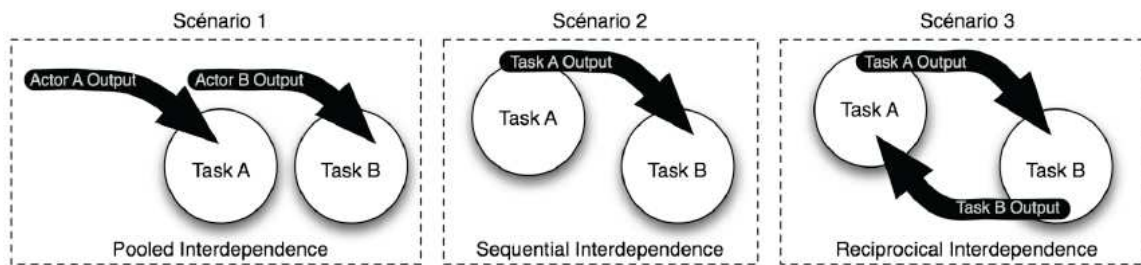 Scénario 1
Actor A Output
Actor B Output
Task A
Task B
Pooled Interdependence
Scénario 2
Task A Output
Task A
Task B
Sequential Interdependence
Scénario 3
Task A Output
Task A
Task B
Task B Output
Reciprocical Interdependence